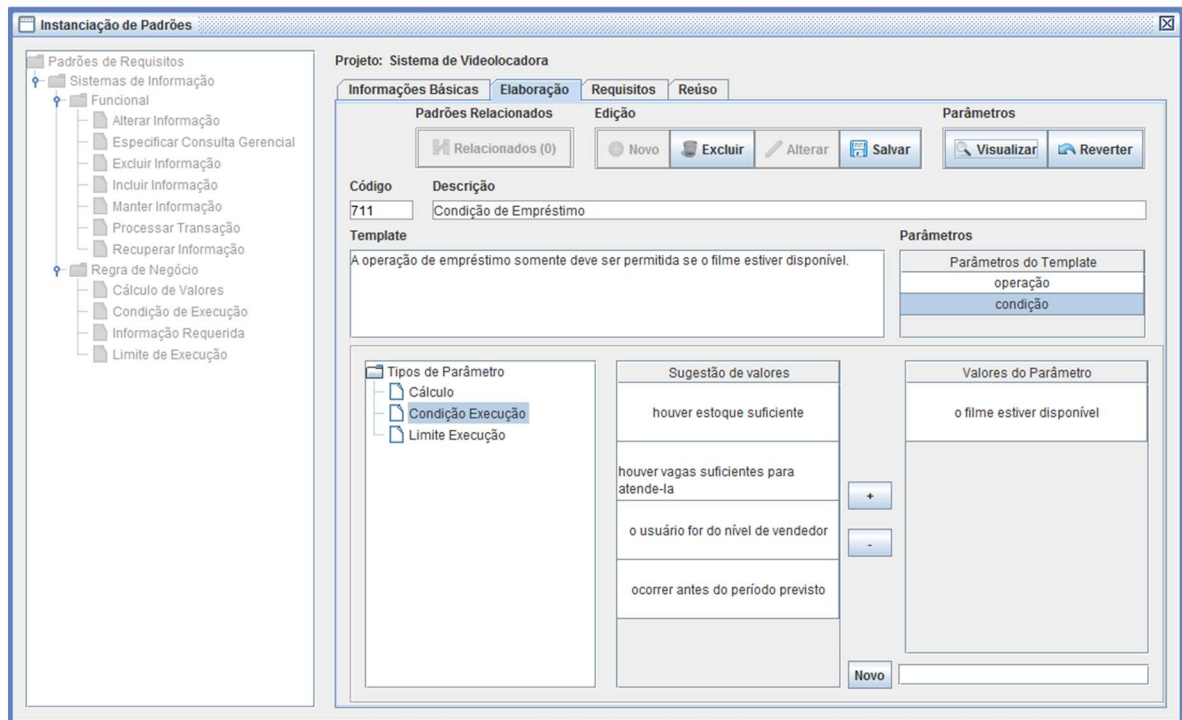 Instanciação de Padrões
Padrões de Requisitos
Sistemas de Informação
Funcional
Alterar Informação
Especificar Consulta Gerencial
Excluir Informação
Incluir Informação
Manter Informação
Processar Transação
Recuperar Informação
Regra de Negócio
Cálculo de Valores
Condição de Execução
Informação Requerida
Limite de Execução
Projeto: Sistema de Videolocadora
Informações Básicas Elaboração Requisitos Reúso
Padrões Relacionados Edição Parâmetros
Relacionados (0) Novo Excluir Alterar Salvar Visualizar Reverter
Código Descrição
711 Condição de Empréstimo
Template Parâmetros
A operação de empréstimo somente deve ser permitida se o filme estiver disponível.
Parâmetros do Template
operação
condição
Tipos de Parâmetro
Cálculo
Condição Execução
Limite Execução
Sugestão de valores
houver estoque suficiente
houver vagas suficientes para
atende-la
o usuário for do nível de vendedor
ocorrer antes do período previsto
+
-
Valores do Parâmetro
o filme estiver disponível
Novo